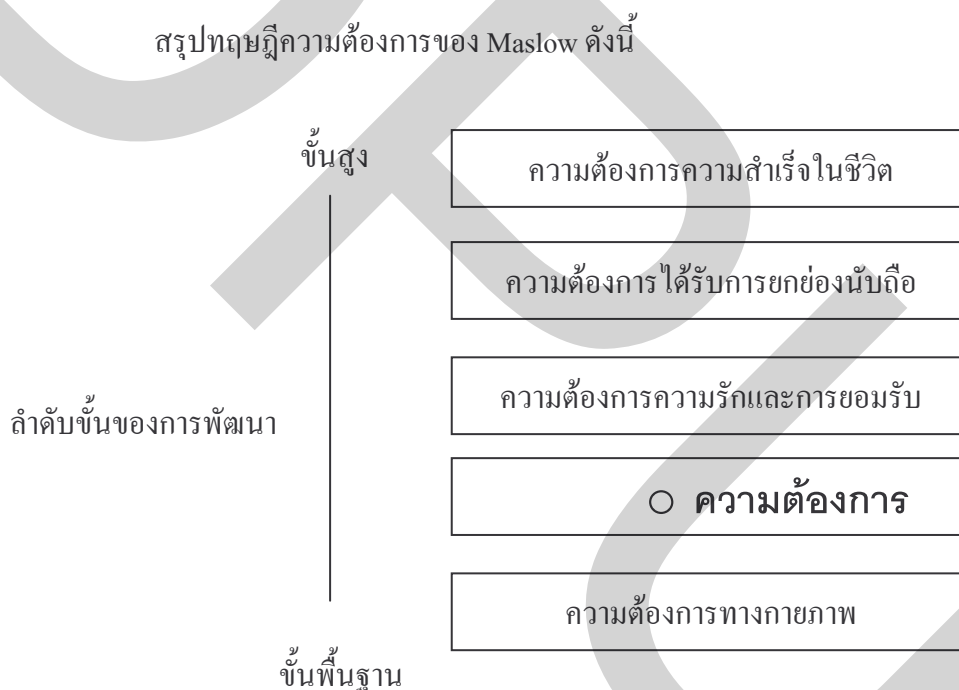 สรุปทฤษฎีความต้องการของ Maslow ดังนี้
ขั้นสูง
ความต้องการความสำเร็จในชีวิต
ความต้องการได้รับการยกย่องนับถือ
ความต้องการความรักและการยอมรับ
ลำดับขั้นของการพัฒนา
○ ความต้องการ
ความต้องการทางกายภาพ
ขั้นพื้นฐาน